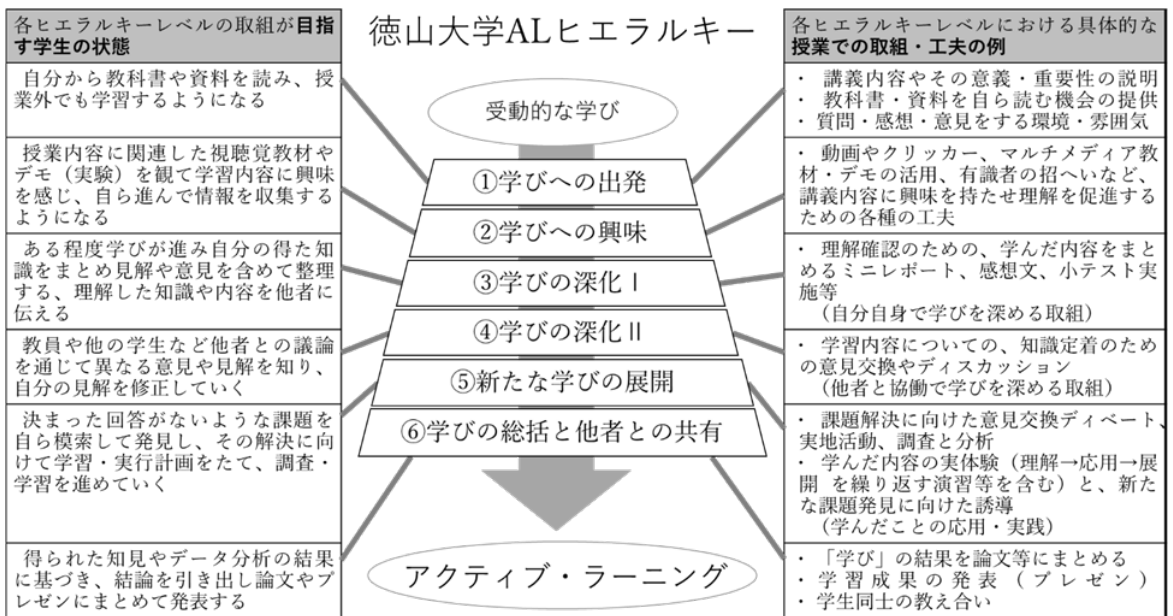 各ヒエラルキーレベルの取組が目指
す学生の状態
自分から教科書や資料を読み、授
業外でも学習するようになる
授業内容に関連した視聴覚教材や
デモ（実験）を観て学習内容に興味
を感じ、自ら進んで情報を収集する
ようになる
ある程度学びが進み自分の得た知
識をまとめ見解や意見を含めて整理
する、理解した知識や内容を他者に
伝える
教員や他の学生など他者との議論
を通じて異なる意見や見解を知り、
自分の見解を修正していく
決まった回答がないような課題を
自ら模索して発見し、その解決に向
けて学習・実行計画をたて、調査・
学習を進めていく
得られた知見やデータ分析の結果
に基づき、結論を引き出し論文やプ
レゼンにまとめて発表する
徳山大学ALヒエラルキー
受動的な学び
①学びへの出発
②学びへの興味
③学びの深化Ⅰ
④学びの深化Ⅱ
⑤新たな学びの展開
⑥学びの総括と他者との共有
アクティブ・ラーニング
各ヒエラルキーレベルにおける具体的な
授業での取組・工夫の例
・ 講義内容やその意義・重要性の説明
・ 教科書・資料を自ら読む機会の提供
・ 質問・感想・意見をする環境・雰囲気
・ 動画やクリッカー、マルチメディア教
材・デモの活用、有識者の招へいなど、
講義内容に興味を持たせ理解を促進する
ための各種の工夫
・ 理解確認のための、学んだ内容をまと
めるミニレポート、感想文、小テスト実
施等
（自分自身で学びを深める取組）
・ 学習内容についての、知識定着のため
の意見交換やディスカッション
（他者と協働で学びを深める取組）
・ 課題解決に向けた意見交換ディベート、
実地活動、調査と分析
・ 学んだ内容の実体験（理解→応用→展
開 を繰り返す演習等を含む）と、新た
な課題発見に向けた誘導
（学んだことの応用・実践）
・ 「学び」の結果を論文等にまとめる
・ 学習成果の発表（プレゼン）
・ 学生同士の教え合い